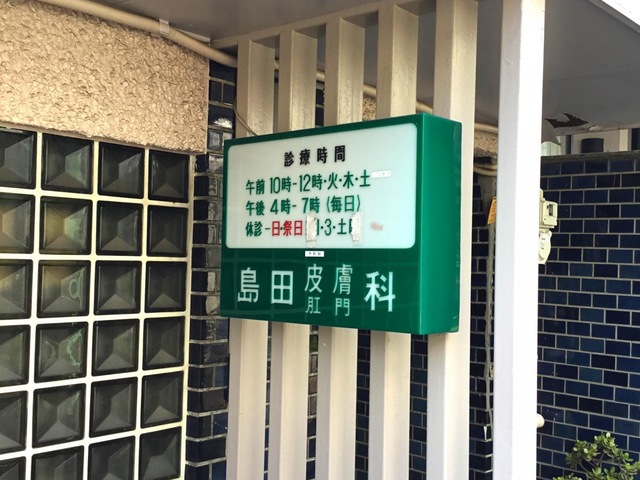 診療時間
午前 10時-12時・火・木・土
午後 4時-7時(毎日)
休診-日・祭日 ・3・土
島田 皮膚 肛門 科